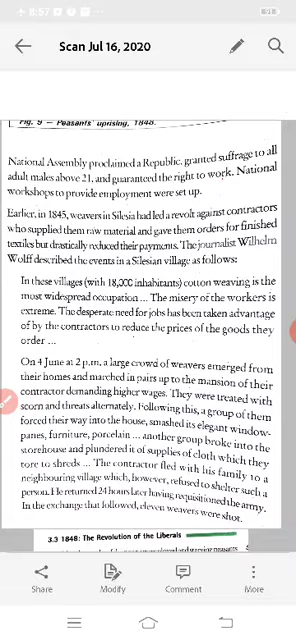 8:57
Scan Jul 16, 2020
Fig. 9 – Peasants' uprising, 1848.
National Assembly proclaimed a Republic, granted suffrage to all
adult males above 21, and guaranteed the right to work. National
workshops to provide employment were set up.
Earlier, in 1845, weavers in Silesia had led a revolt against contractors
who supplied them raw material and gave them orders for finished
textiles but drastically reduced their payments. The journalist Wilhelm
Wolff described the events in a Silesian village as follows:
In these villages (with 18,000 inhabitants) cotton weaving is the
most widespread occupation ... The misery of the workers is
extreme. The desperate need for jobs has been taken advantage
of by the contractors to reduce the prices of the goods they
order ...
On 4 June at 2 p.m. a large crowd of weavers emerged from
their homes and marched in pairs up to the mansion of their
contractor demanding higher wages. They were treated with
scorn and threats alternately. Following this, a group of them
forced their way into the house, smashed its elegant window-
panes, furniture, porcelain ... another group broke into the
storehouse and plundered it of supplies of cloth which they
tore to shreds ... The contractor fled with his family to a
neighbouring village which, however, refused to shelter such a
person. He returned 24 hours later having requisitioned the army.
In the exchange that followed, eleven weavers were shot.
3.3 1848: The Revolution of the Liberals
Share
Modify
Comment
More